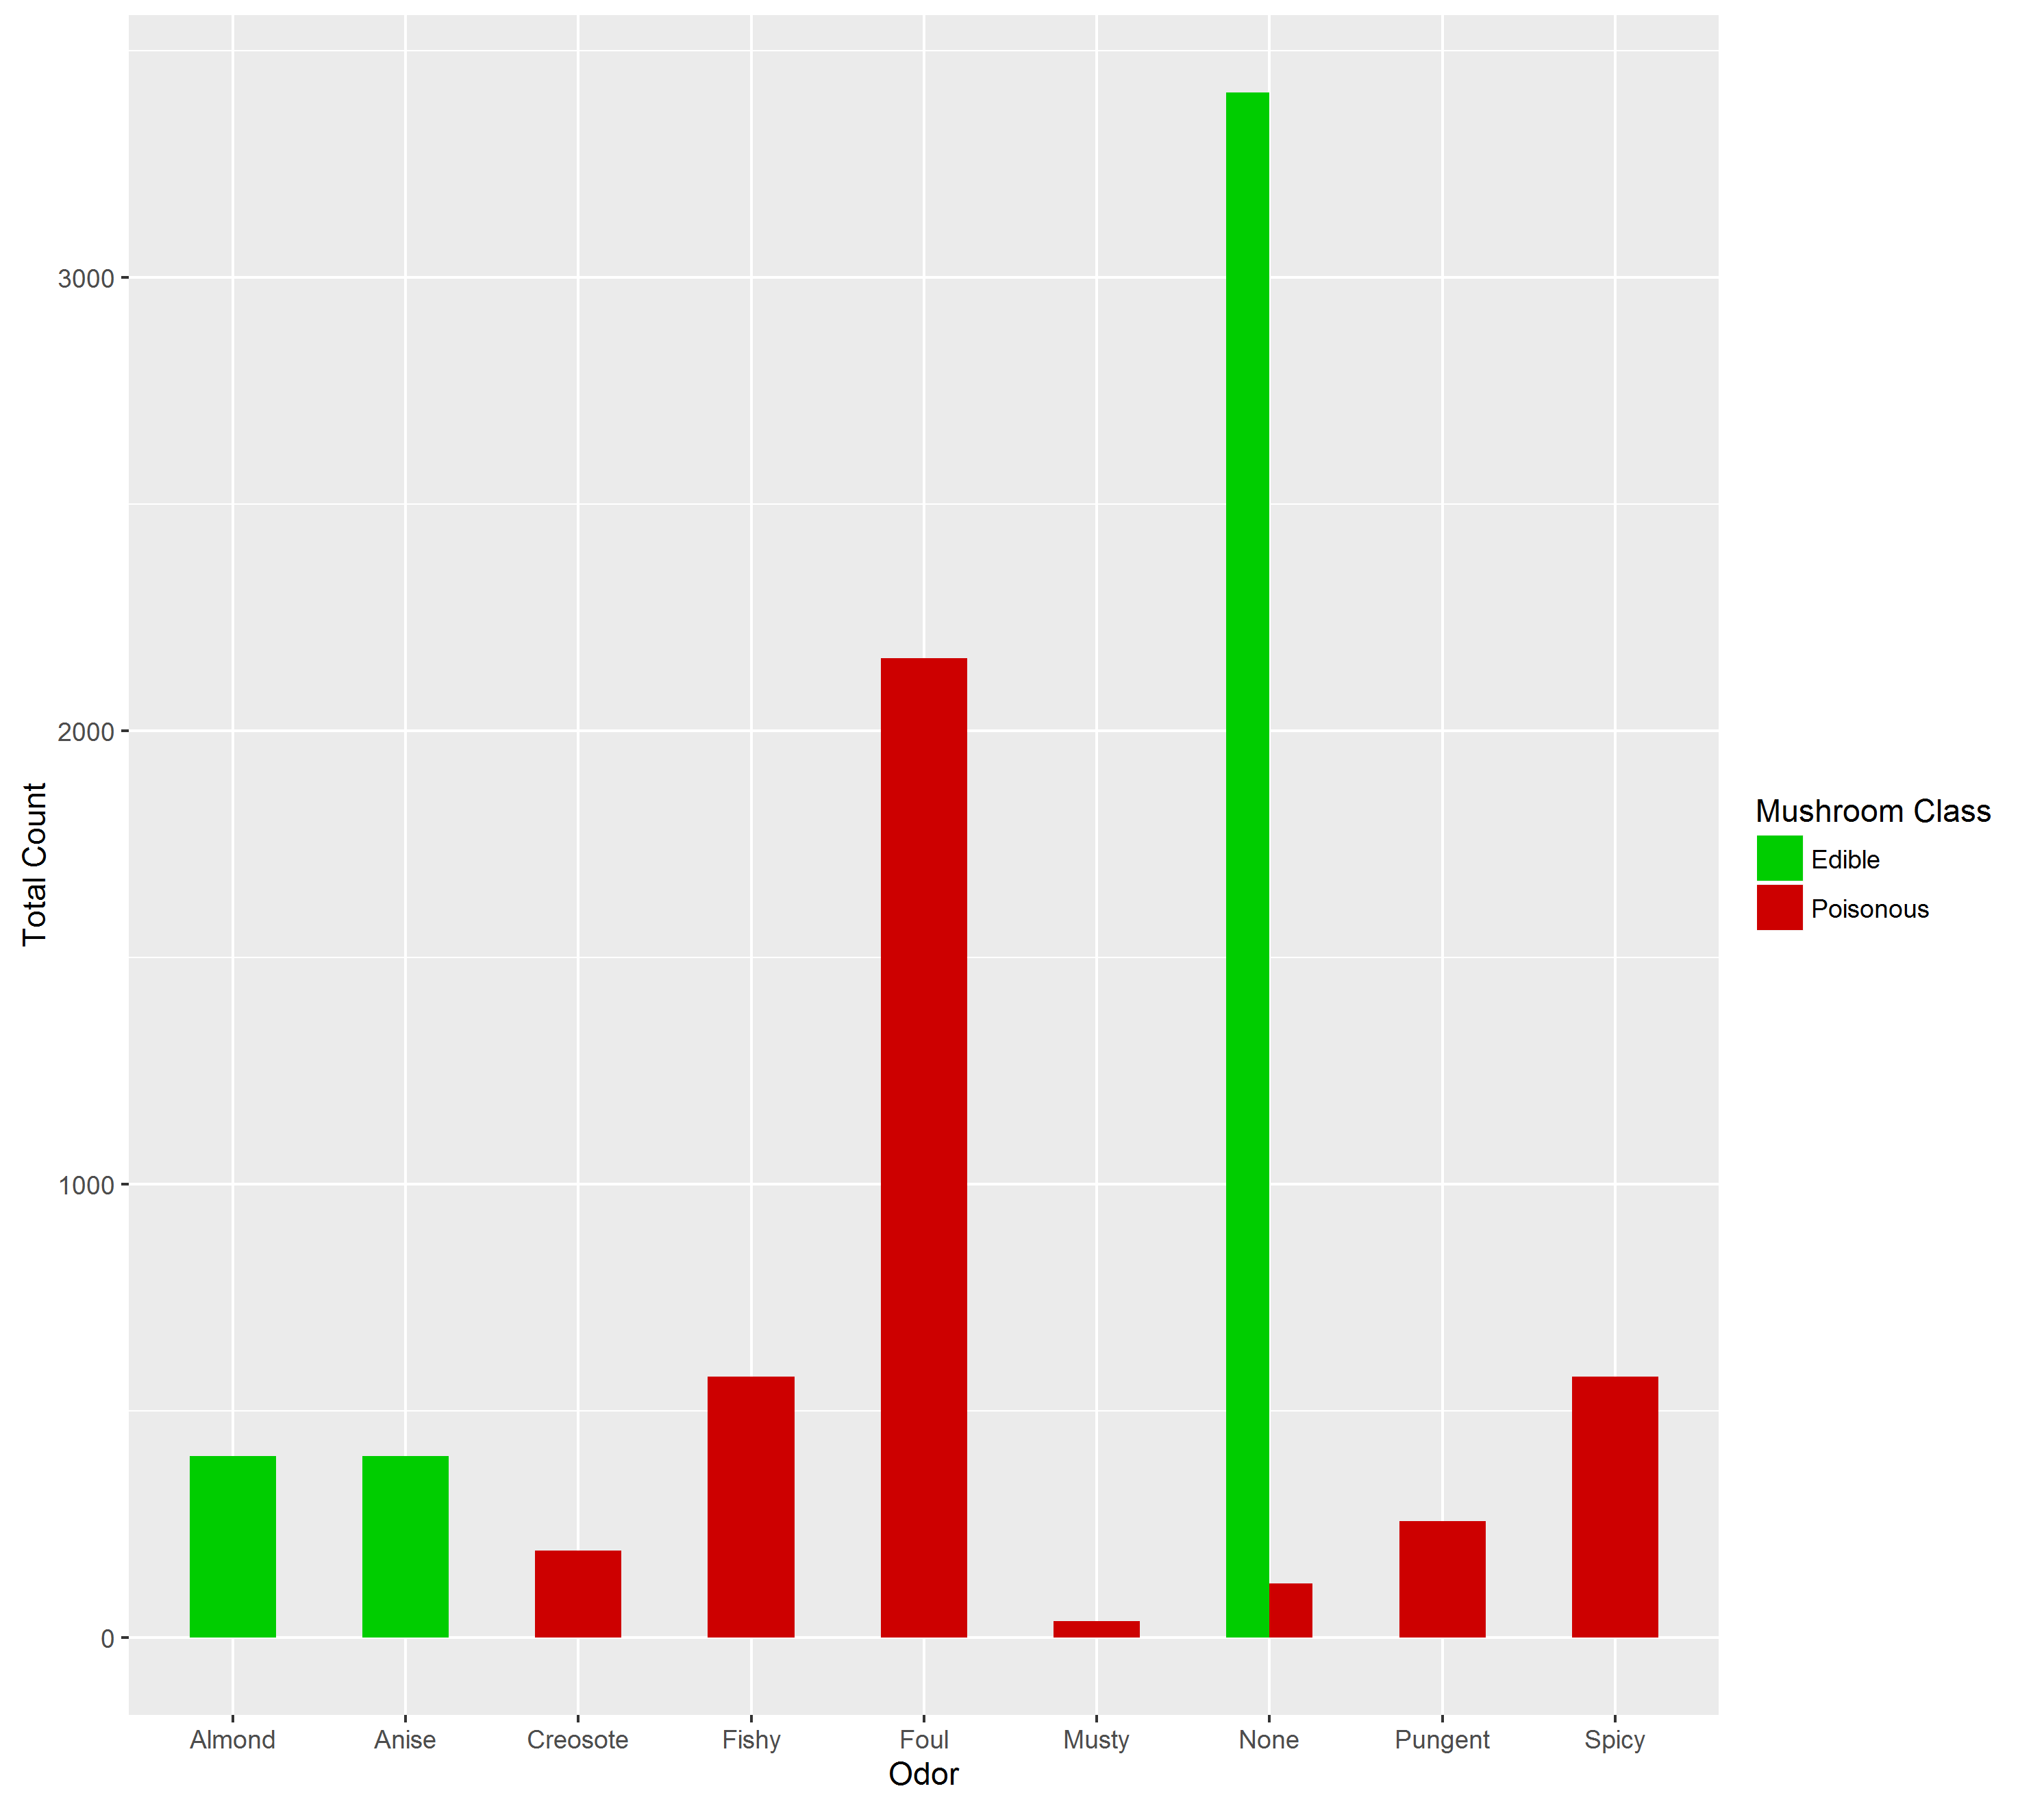 3000
2000
1000
0
Total Count
Almond Anise Creosote Fishy Foul Musty None Pungent Spicy
Odor
Mushroom Class
Edible
Poisonous